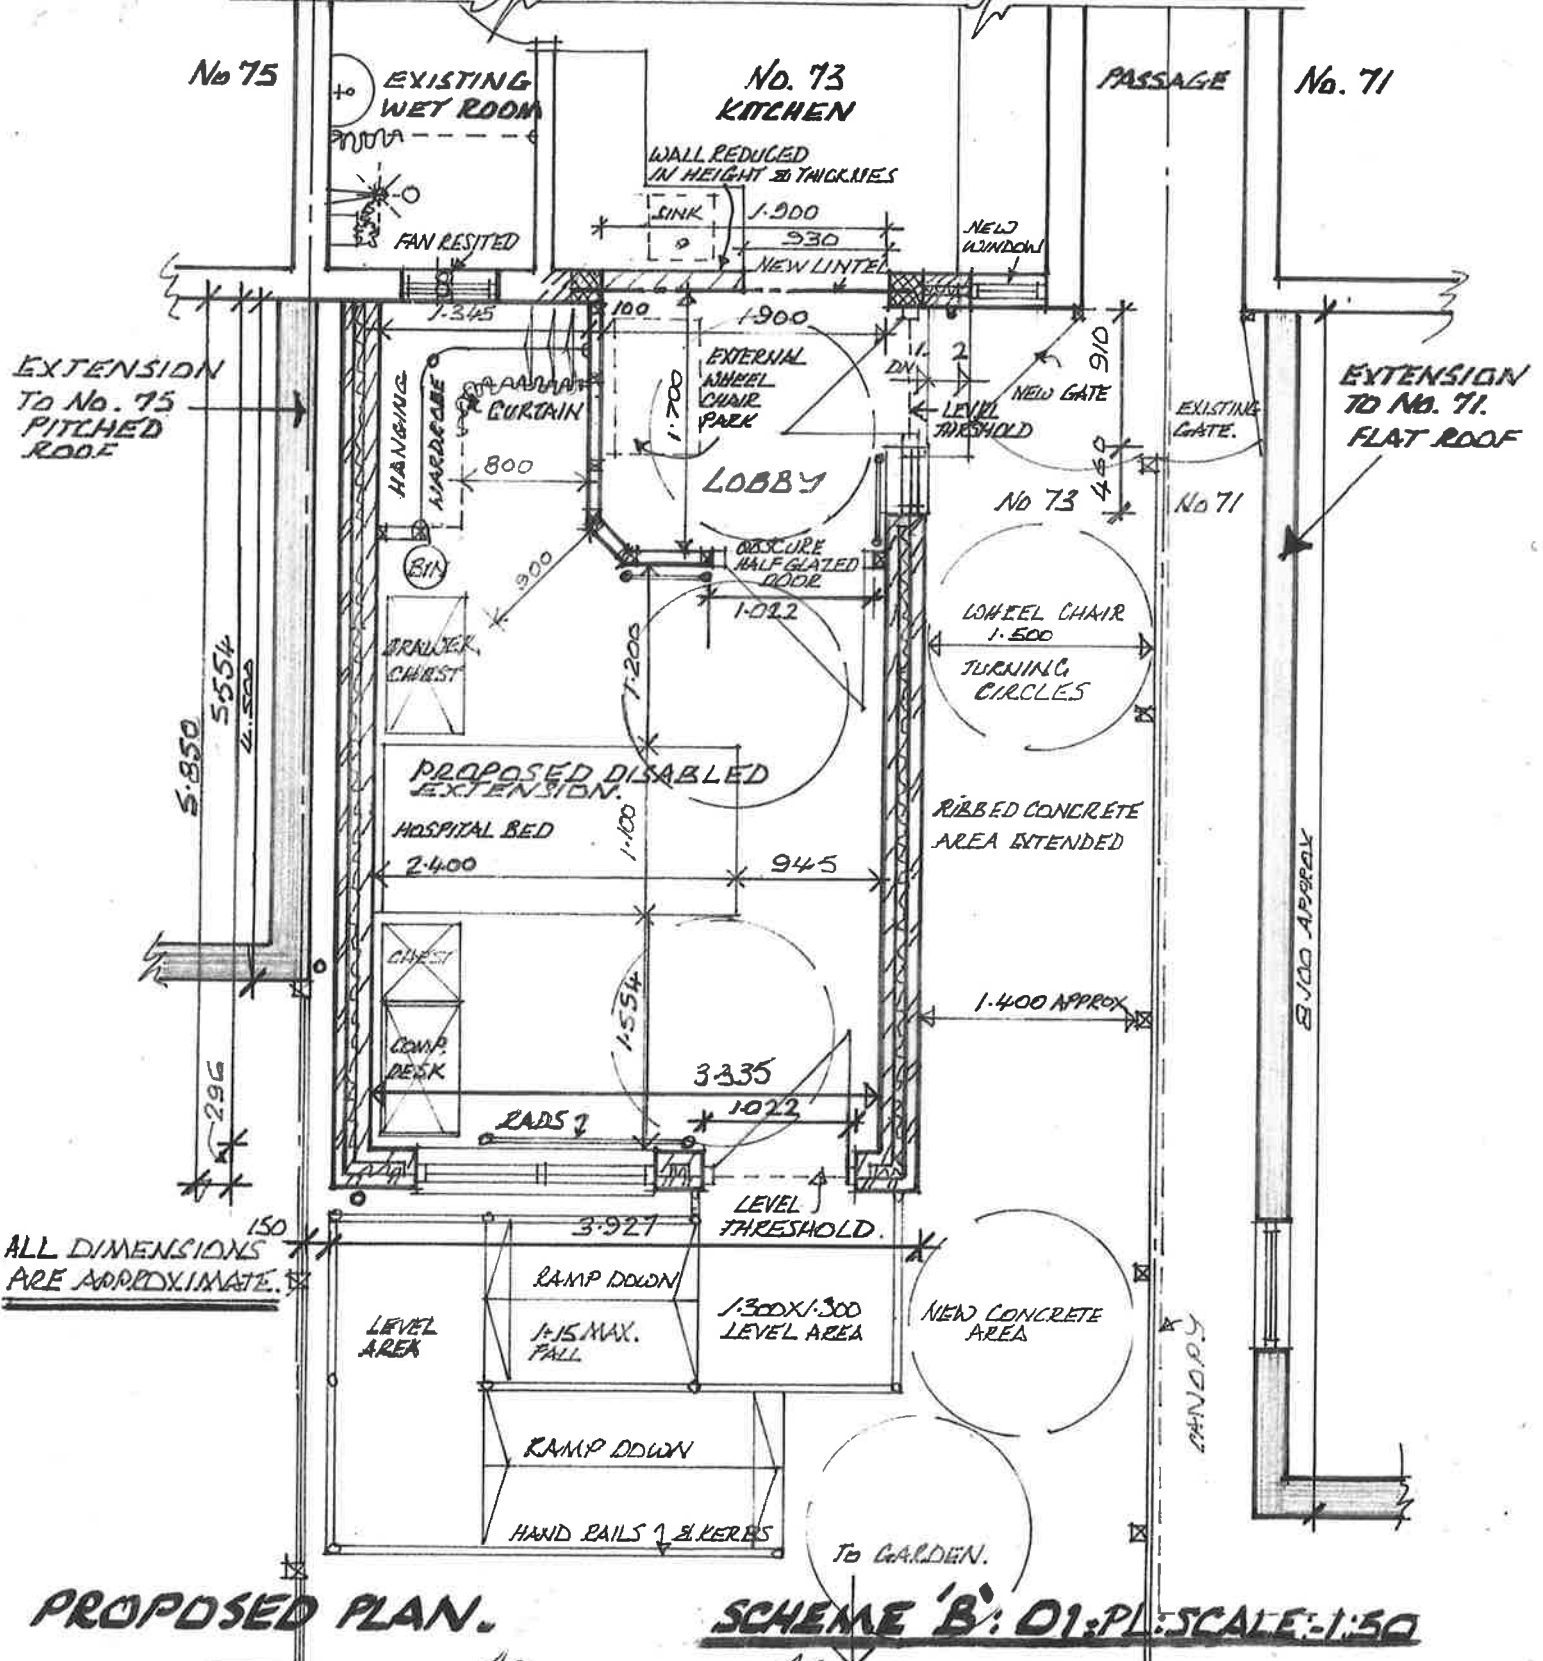 No 75
EXISTING
WET ROOM
No. 73
KITCHEN
PASSAGE
No. 71
WALL REDUCED
IN HEIGHT & THICKNES
SINK
1.900
930
NEW LINTEL
NEW
WINDOW
FAN RESITED
1.345
100
1900
EXTENSION
TO No. 75
PITCHED
ROOF
HANGING
WARDROBE
CURTAIN
800
1.700
EXTERNAL
WHEEL
CHAIR
PARK
LOBBY
DN
1
2
LEVEL
THRSHOLD
NEW GATE
910
460
EXISTING
GATE.
EXTENSION
TO No. 71.
FLAT ROOF
No 73
No 71
BIN
900
OBSCURE
HALF GLAZED
DOOR
1.022
DRAWER
CHEST
1.200
WHEEL CHAIR
1.500
TURNING
CIRCLES
5.850
5.554
4.500
PROPOSED DISABLED
EXTENSION.
HOSPITAL BED
1.100
2.400
945
RIBBED CONCRETE
AREA EXTENDED
8.100 APPROX
CHEST
COMP.
DESK
1.554
1.400 APPROX
3.335
1.022
RADS
296
LEVEL
THRESHOLD.
150
3.927
ALL DIMENSIONS
ARE APPROXIMATE.
RAMP DOWN
1:15 MAX.
FALL
LEVEL
AREA
1.300X1.300
LEVEL AREA
NEW CONCRETE
AREA
CANOPY
RAMP DOWN
HAND RAILS & KERBS
TO GARDEN.
PROPOSED PLAN.
SCHEME 'B': 01:PL:SCALE:-1:50